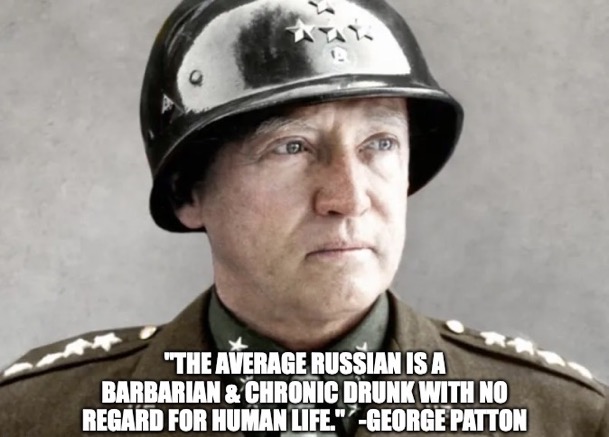 "THE AVERAGE RUSSIAN IS A
BARBARIAN & CHRONIC DRUNK WITH NO
REGARD FOR HUMAN LIFE." -GEORGE PATTON